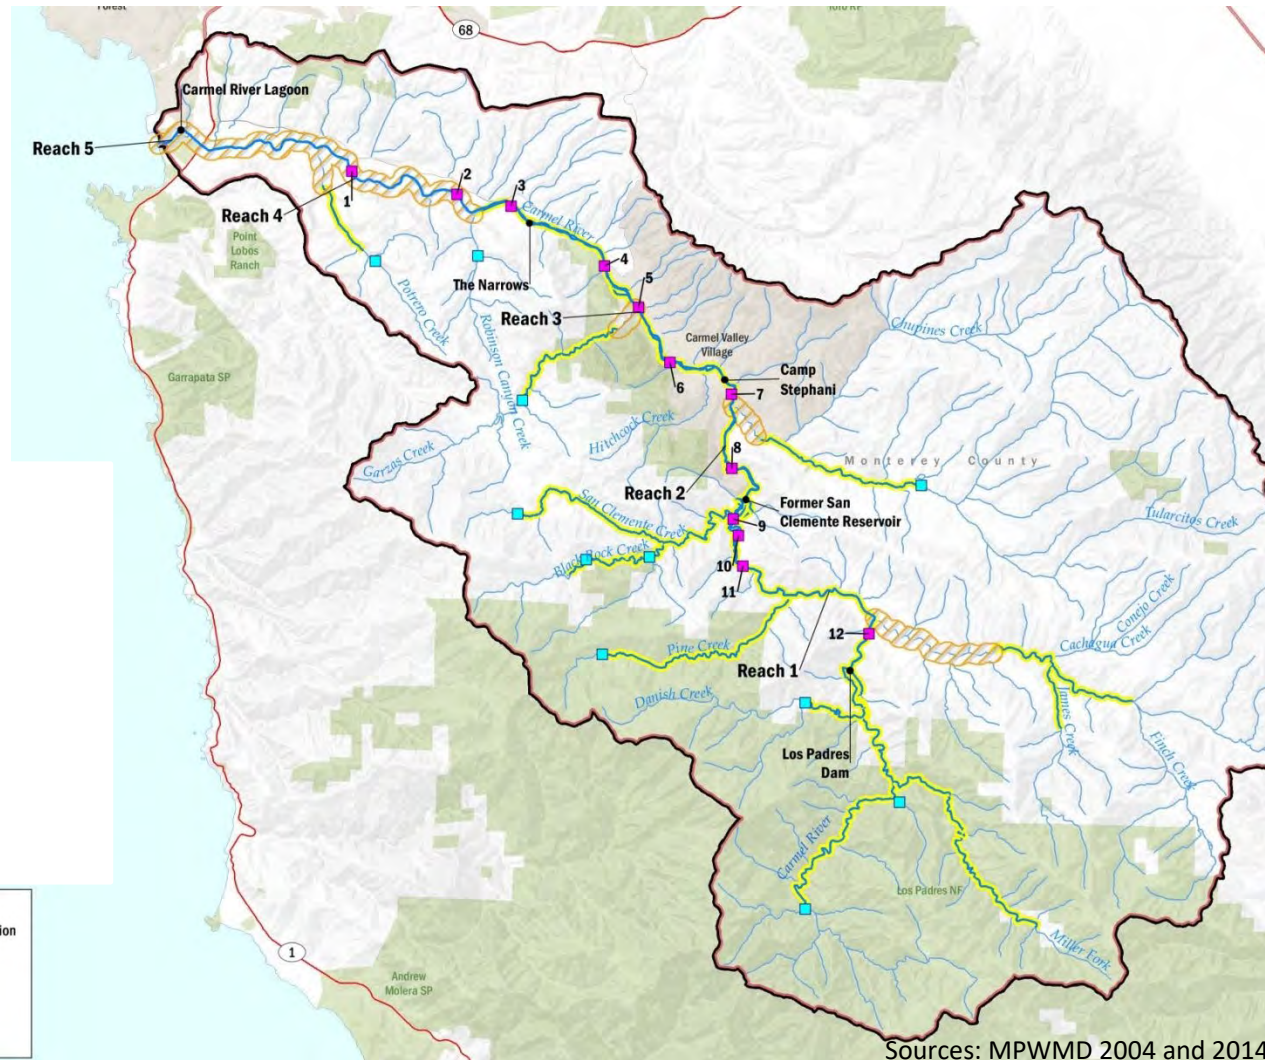 Forest
68
Toro RP
Carmel River Lagoon
Reach 5
1
2
3
Carmel River
Reach 4
Point
Lobos
Ranch
The Narrows
4
5
Reach 3
Potrero Creek
Robinson Canyon Creek
Carmel Valley
Village
Chupines Creek
Garrapata SP
6
Camp
Stephani
7
Hitchcock Creek
Garzas Creek
8
Monterey County
Reach 2
Former San
Clemente Reservoir
San Clemente Creek
9
Tularcitos Creek
Black Rock Creek
10
11
Conejo Creek
Cachagua Creek
12
Pine Creek
Reach 1
Danish Creek
James Creek
Finch Creek
Los Padres
Dam
Carmel River
Los Padres NF
Miller Fork
ion
1
Andrew
Molera SP
Sources: MPWMD 2004 and 2014